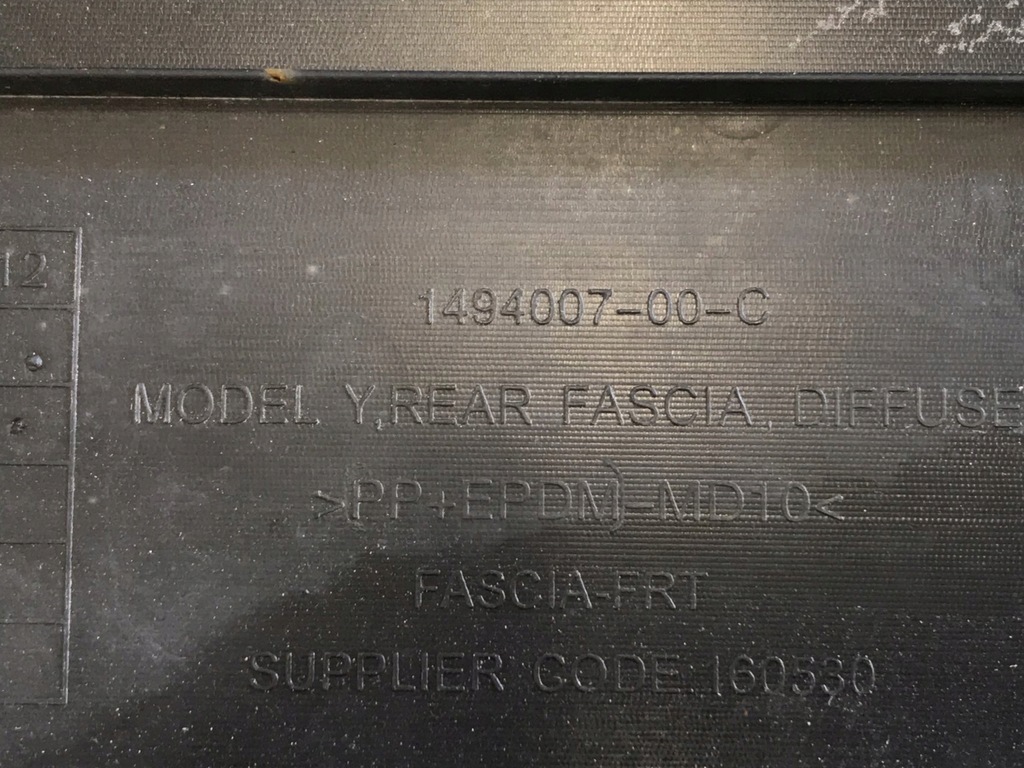 12
1494007-00-C
MODEL Y,REAR FASCIA, DIFFUSE
>(PP+EPDM)-MD10<
FASCIA-FRT
SUPPLIER CODE 160530